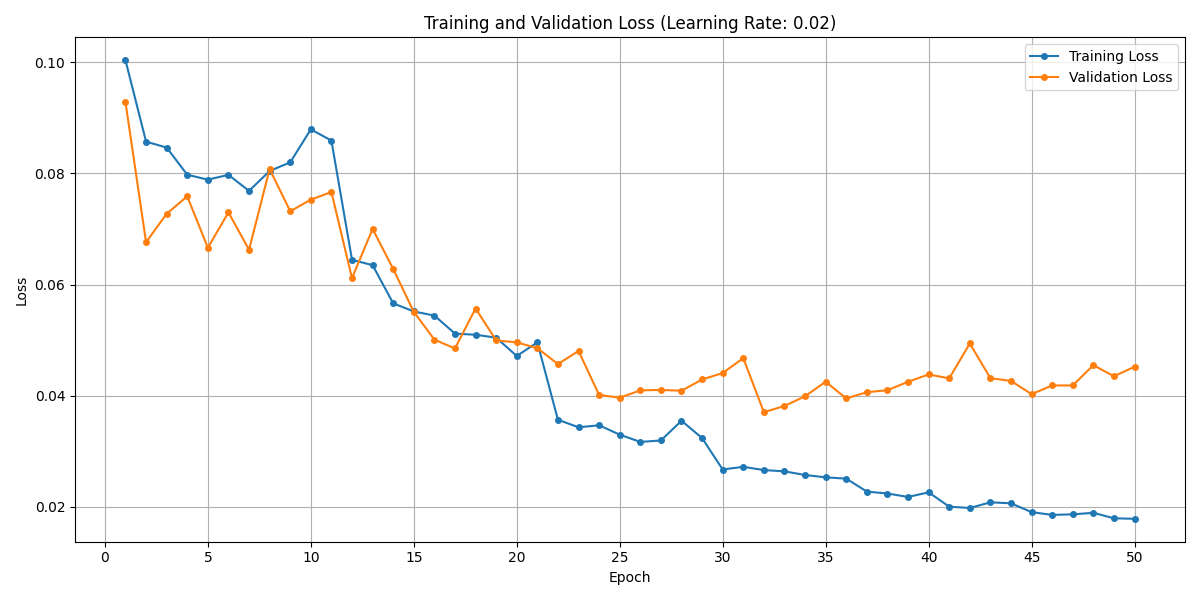 Training and Validation Loss (Learning Rate: 0.02)
Training Loss
Validation Loss
0.10
0.08
0.06
0.04
0.02
Loss
0 5 10 15 20 25 30 35 40 45 50
Epoch